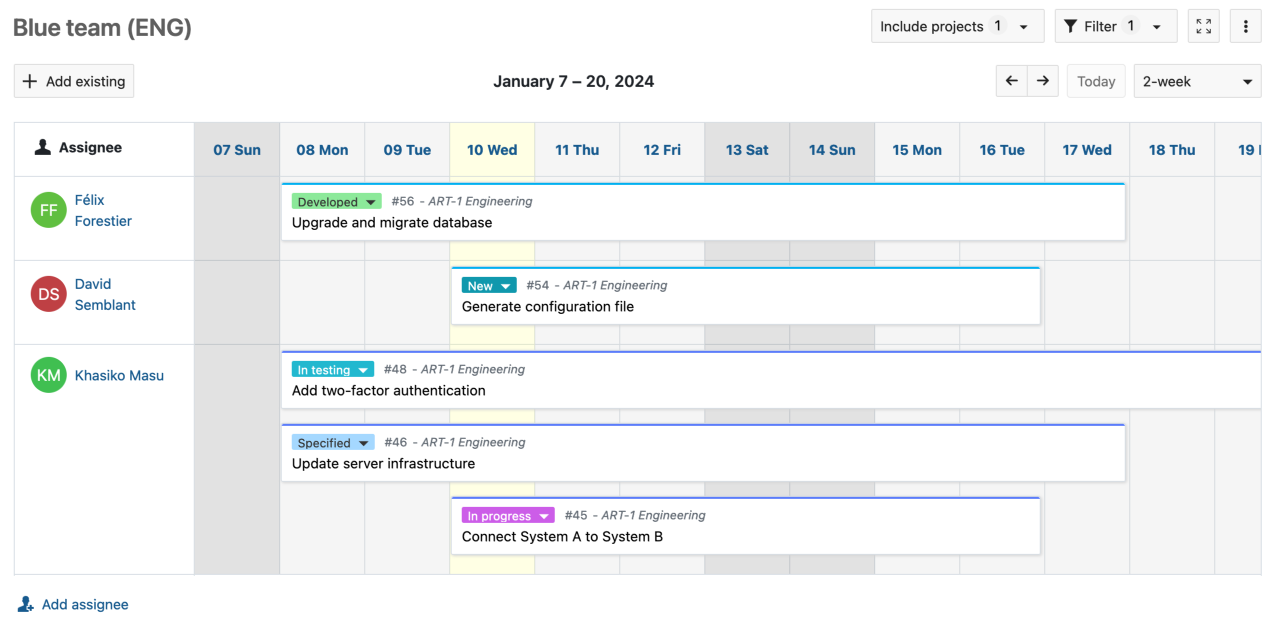 Blue team (ENG)
Include projects 1
Filter 1
Add existing
January 7 – 20, 2024
Today
2-week
Assignee
07 Sun
08 Mon
09 Tue
10 Wed
11 Thu
12 Fri
13 Sat
14 Sun
15 Mon
16 Tue
17 Wed
18 Thu
19
FF
Félix
Forestier
Developed #56 - ART-1 Engineering
Upgrade and migrate database
DS
David
Semblant
New #54 - ART-1 Engineering
Generate configuration file
KM
Khasiko Masu
In testing #48 - ART-1 Engineering
Add two-factor authentication
Specified #46 - ART-1 Engineering
Update server infrastructure
In progress #45 - ART-1 Engineering
Connect System A to System B
Add assignee